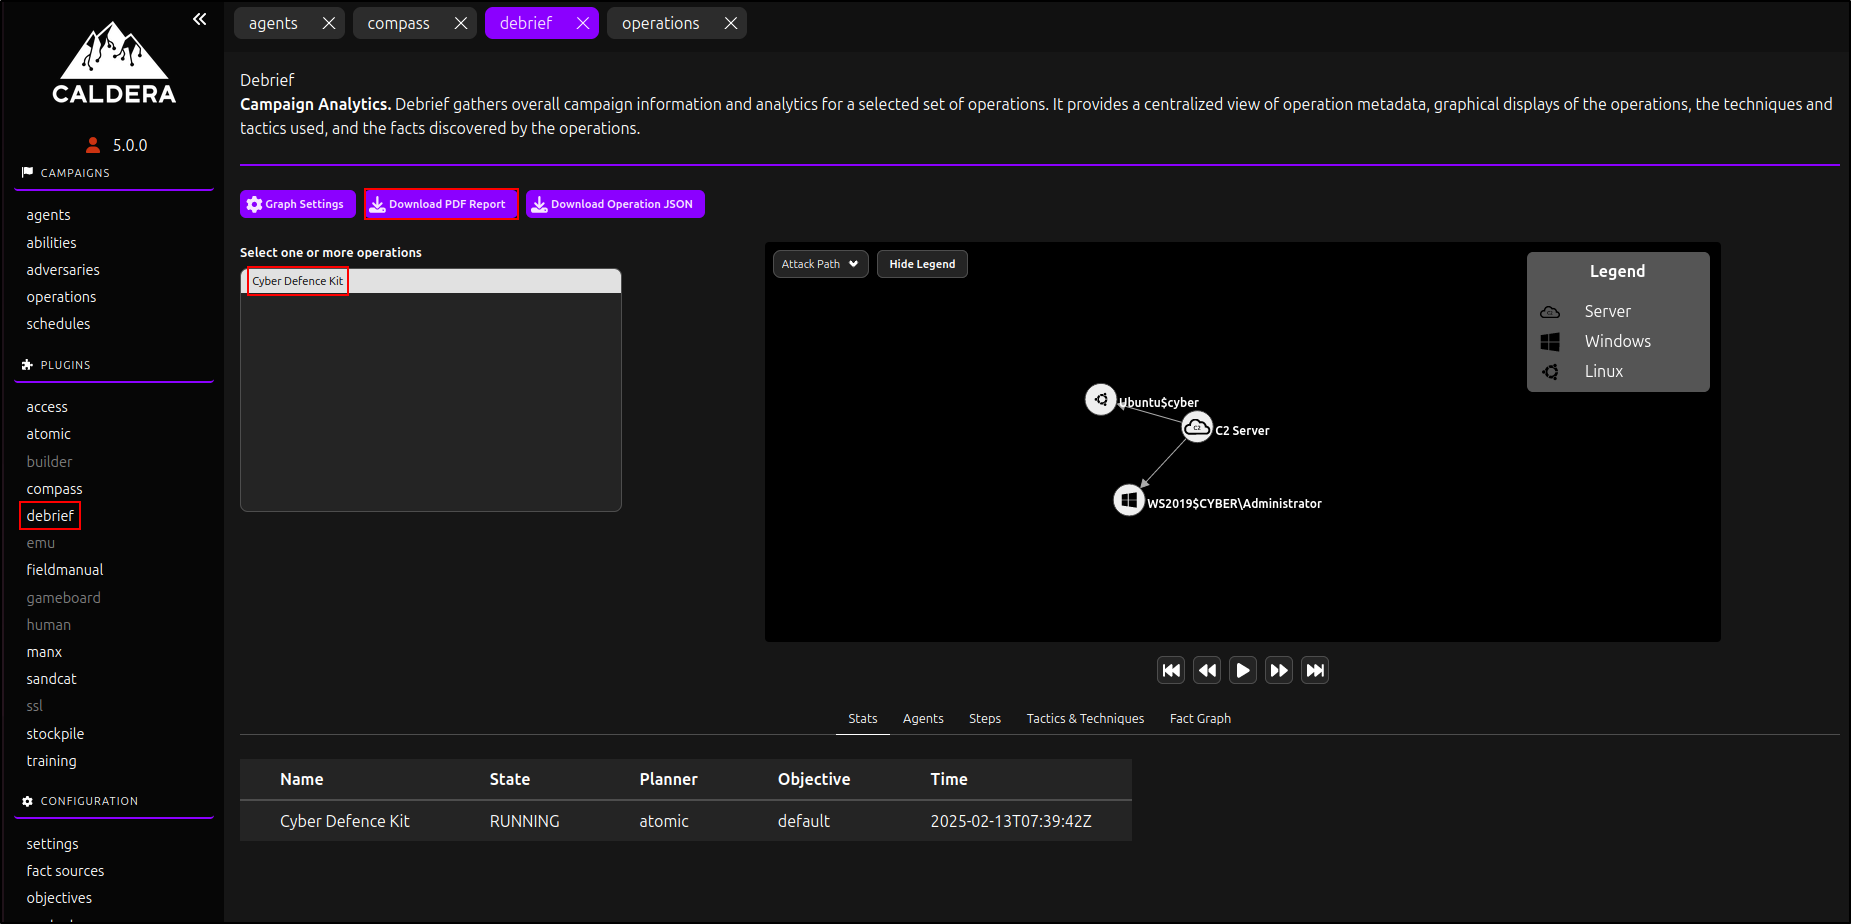 CALDERA
5.0.0
CAMPAIGNS
agents
abilities
adversaries
operations
schedules
PLUGINS
access
atomic
builder
compass
debrief
emu
fieldmanual
gameboard
human
manx
sandcat
ssl
stockpile
training
CONFIGURATION
settings
fact sources
objectives
agents compass debrief operations
Debrief
Campaign Analytics. Debrief gathers overall campaign information and analytics for a selected set of operations. It provides a centralized view of operation metadata, graphical displays of the operations, the techniques and
tactics used, and the facts discovered by the operations.
Graph Settings Download PDF Report Download Operation JSON
Select one or more operations
Cyber Defence Kit
Attack Path Hide Legend
Legend
Server
Windows
Linux
Ubuntu$cyber
C2 C2 Server
WS2019$CYBER\Administrator
Stats Agents Steps Tactics & Techniques Fact Graph
Name State Planner Objective Time
Cyber Defence Kit RUNNING atomic default 2025-02-13T07:39:42Z